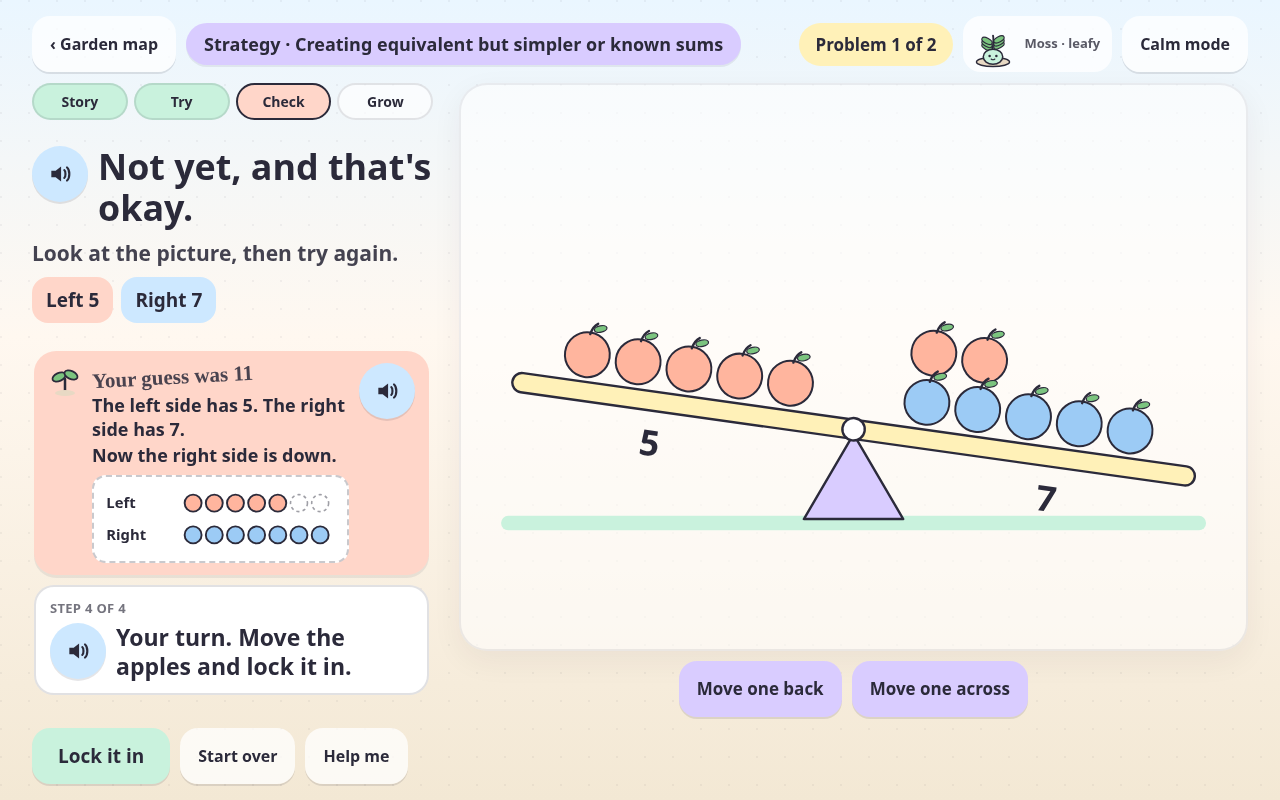 ‹ Garden map
Strategy · Creating equivalent but simpler or known sums
Problem 1 of 2
Moss · leafy
Calm mode
Story
Try
Check
Grow
Not yet, and that's
okay.
Look at the picture, then try again.
Left 5
Right 7
Your guess was 11
The left side has 5. The right
side has 7.
Now the right side is down.
Left
Right
STEP 4 OF 4
Your turn. Move the
apples and lock it in.
Lock it in
Start over
Help me
5
7
Move one back
Move one across